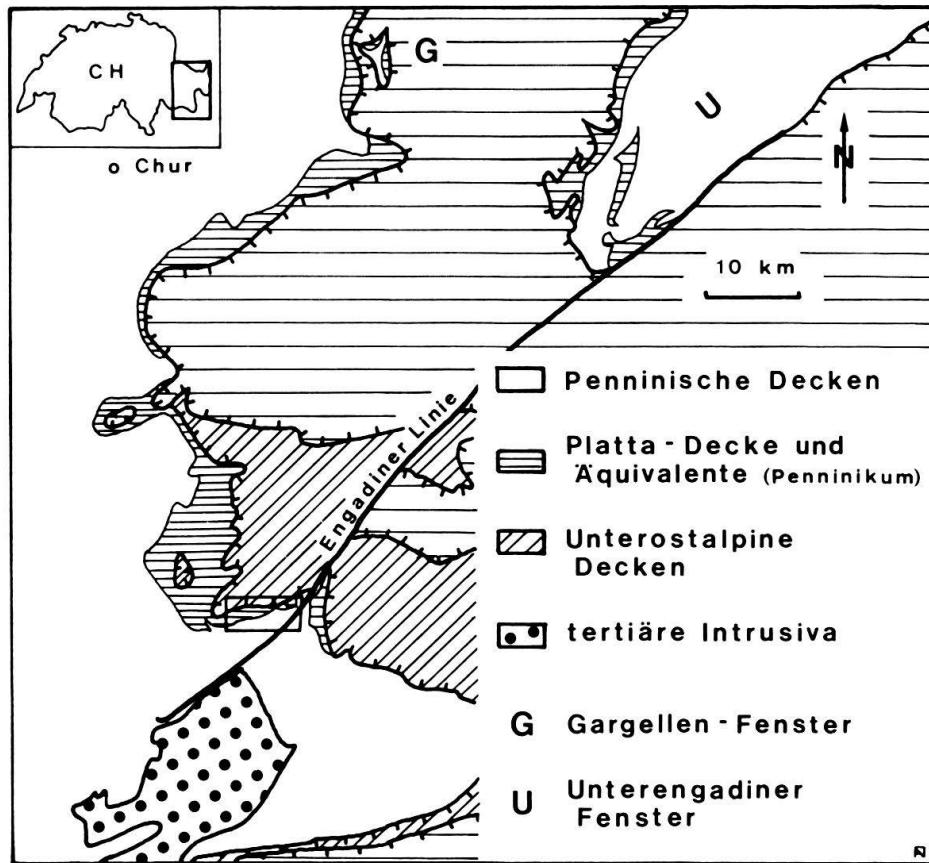 CH
o Chur
G
U
N
10 km
Engadiner Linie
Penninische Decken
Platta - Decke und
Äquivalente (Penninikum)
Unterostalpine
Decken
tertiäre Intrusiva
G Gargellen - Fenster
U Unterengadiner
Fenster